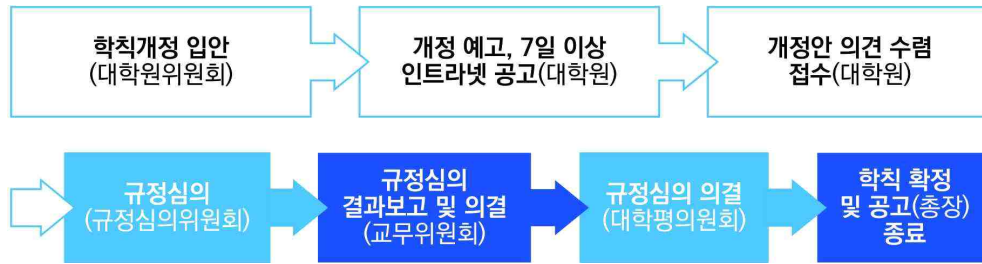 학칙개정 입안
(대학원위원회)
개정 예고, 7일 이상
인트라넷 공고(대학원)
개정안 의견 수렴
접수(대학원)
규정심의
(규정심의위원회)
규정심의
결과보고 및 의결
(교무위원회)
규정심의 의결
(대학평의원회)
학칙 확정
및 공고(총장)
종료